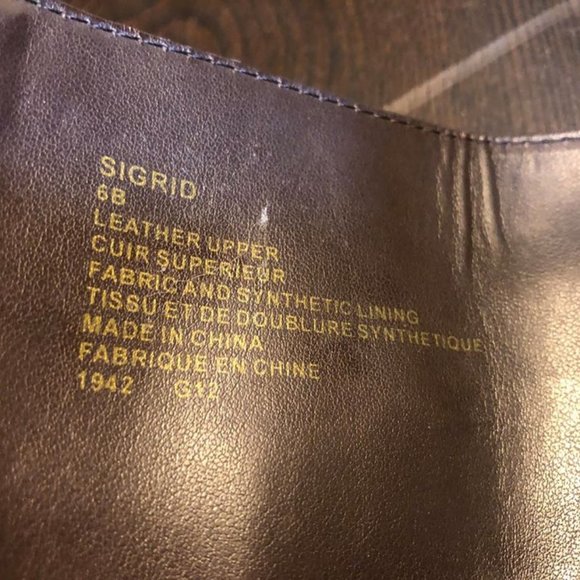 SIGRID
6B
LEATHER UPPER
CUIR SUPERIEUR
FABRIC AND SYNTHETIC LINING
TISSU ET DE DOUBLURE SYNTHETIQUE
MADE IN CHINA
FABRIQUE EN CHINE
1942 G12